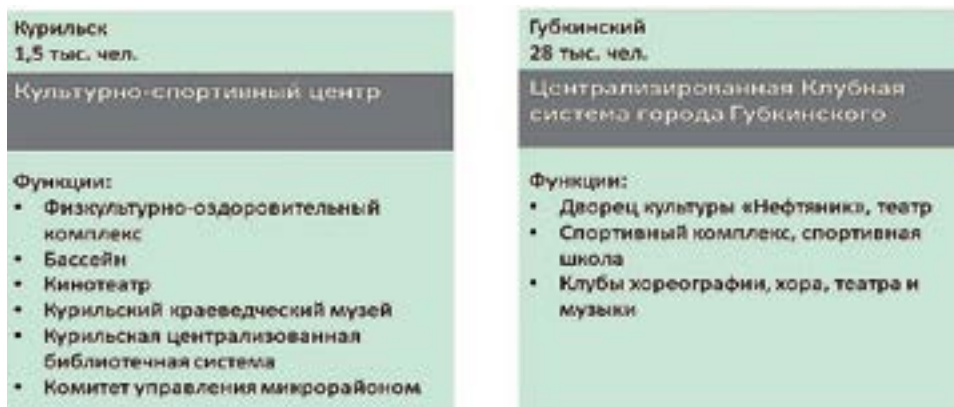 Курильск
1,5 тыс. чел.
Культурно-спортивный центр
Функции:
• Физкультурно-оздоровительный
комплекс
• Бассейн
• Кинотеатр
• Курильский краеведческий музей
• Курильская централизованная
библиотечная система
• Комитет управления микрорайоном
Губкинский
28 тыс. чел.
Централизированная Клубная
система города Губкинского
Функции:
• Дворец культуры «Нефтяник», театр
• Спортивный комплекс, спортивная
школа
• Клубы хореографии, хора, театра и
музыки